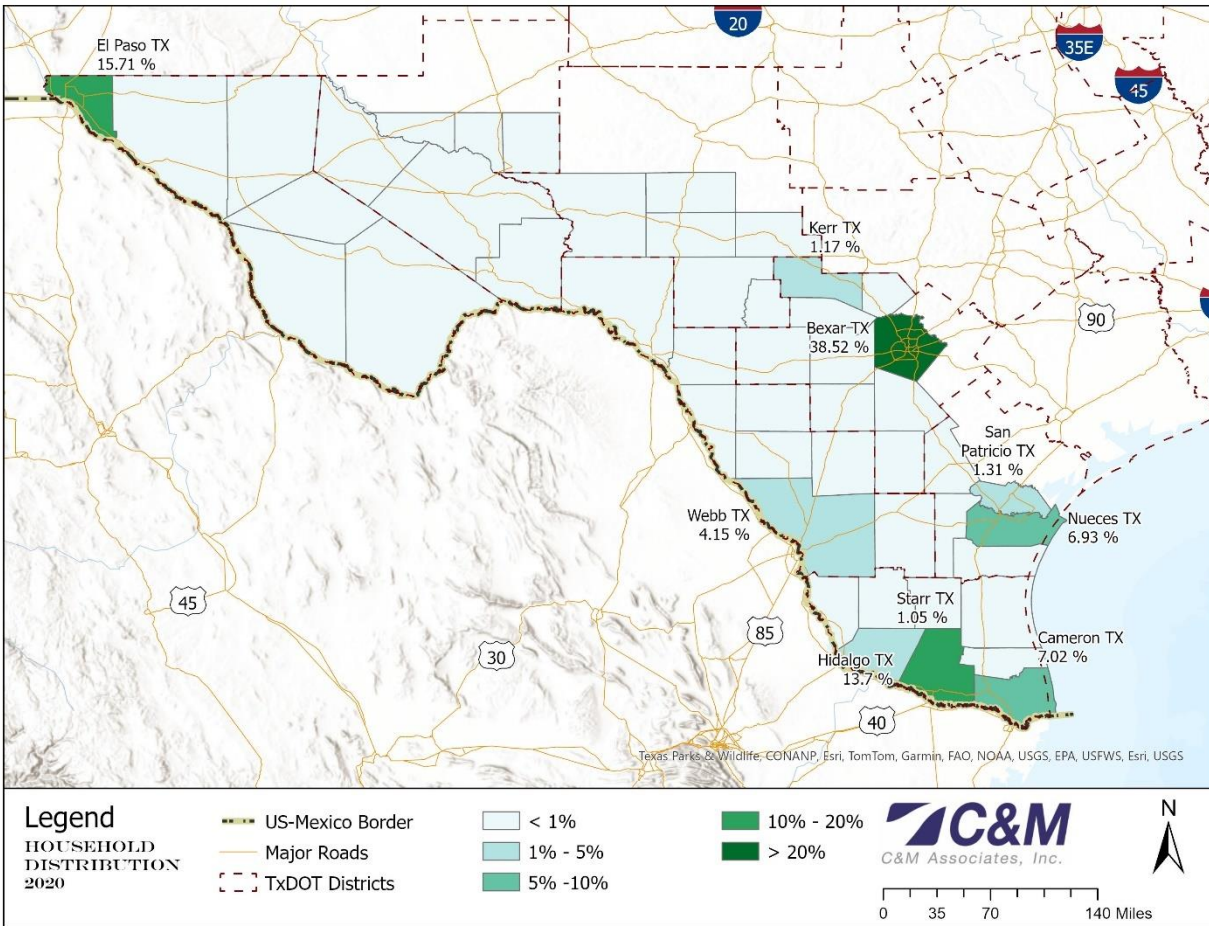 20
35E
45
El Paso TX
15.71 %
Kerr TX
1.17 %
Bexar TX
38.52 %
90
San
Patricio TX
1.31 %
Nueces TX
6.93 %
Webb TX
4.15 %
45
Starr TX
1.05 %
85
Cameron TX
7.02 %
30
Hidalgo TX
13.7 %
40
Texas Parks & Wildlife, CONANP, Esri, TomTom, Garmin, FAO, NOAA, USGS, EPA, USFWS, Esri, USGS
Legend
HOUSEHOLD
DISTRIBUTION
2020
US-Mexico Border
Major Roads
TxDOT Districts
< 1%
1% - 5%
5% -10%
10% - 20%
> 20%
C&M
C&M Associates, Inc.
N
0 35 70 140 Miles